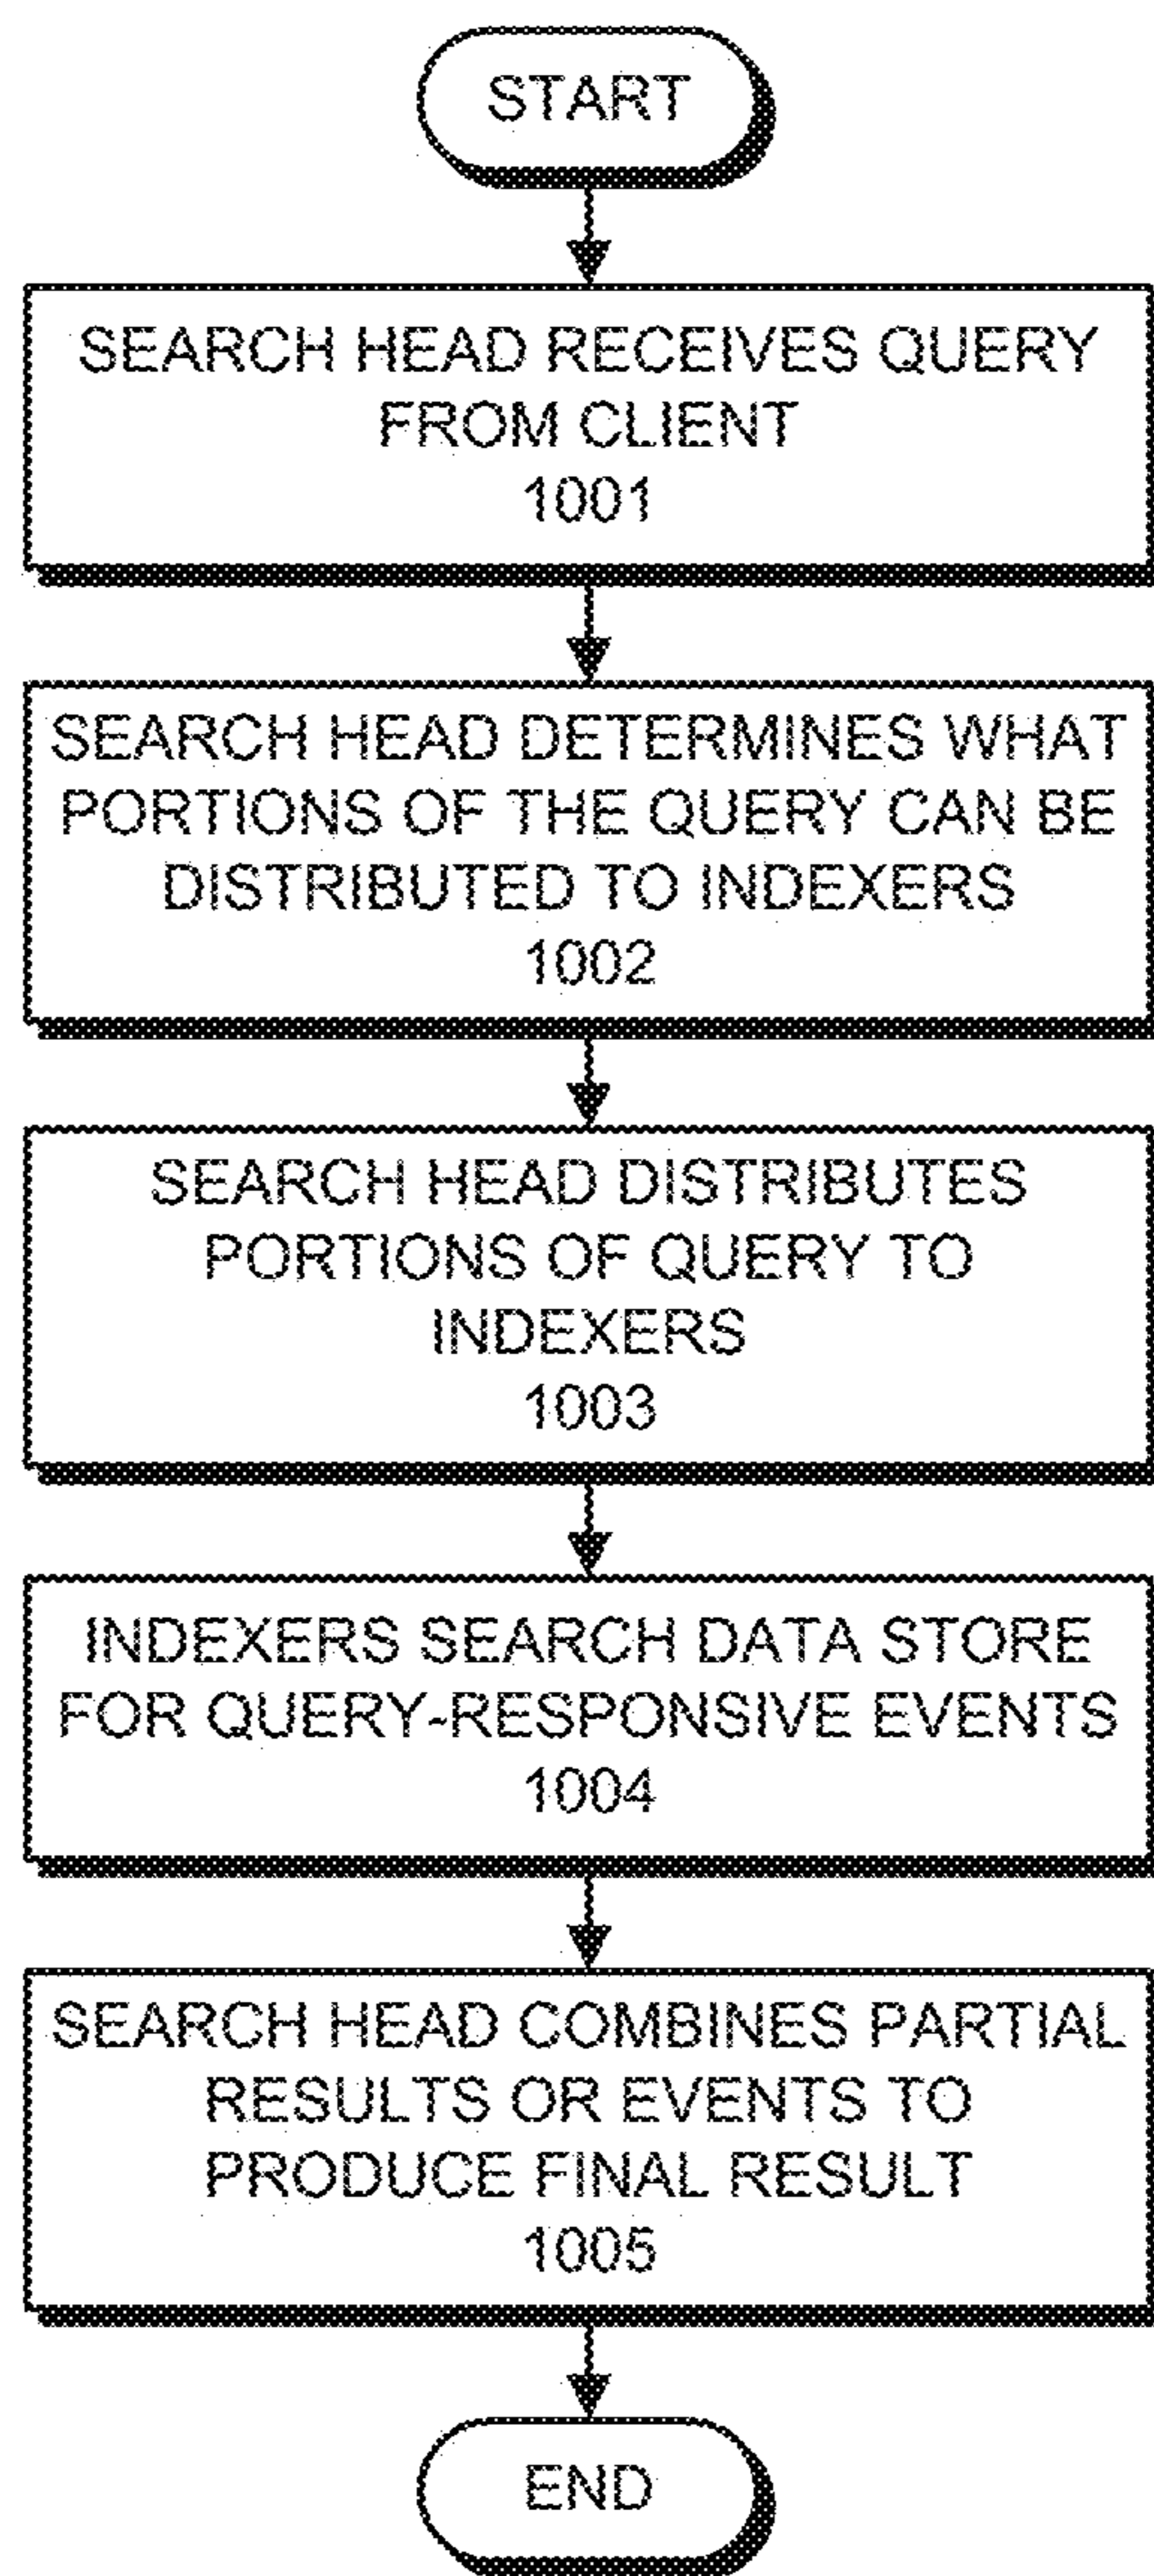 START
SEARCH HEAD RECEIVES QUERY
FROM CLIENT
1001
SEARCH HEAD DETERMINES WHAT
PORTIONS OF THE QUERY CAN BE
DISTRIBUTED TO INDEXERS
1002
SEARCH HEAD DISTRIBUTES
PORTIONS OF QUERY TO
INDEXERS
1003
INDEXERS SEARCH DATA STORE
FOR QUERY-RESPONSIVE EVENTS
1004
SEARCH HEAD COMBINES PARTIAL
RESULTS OR EVENTS TO
PRODUCE FINAL RESULT
1005
END